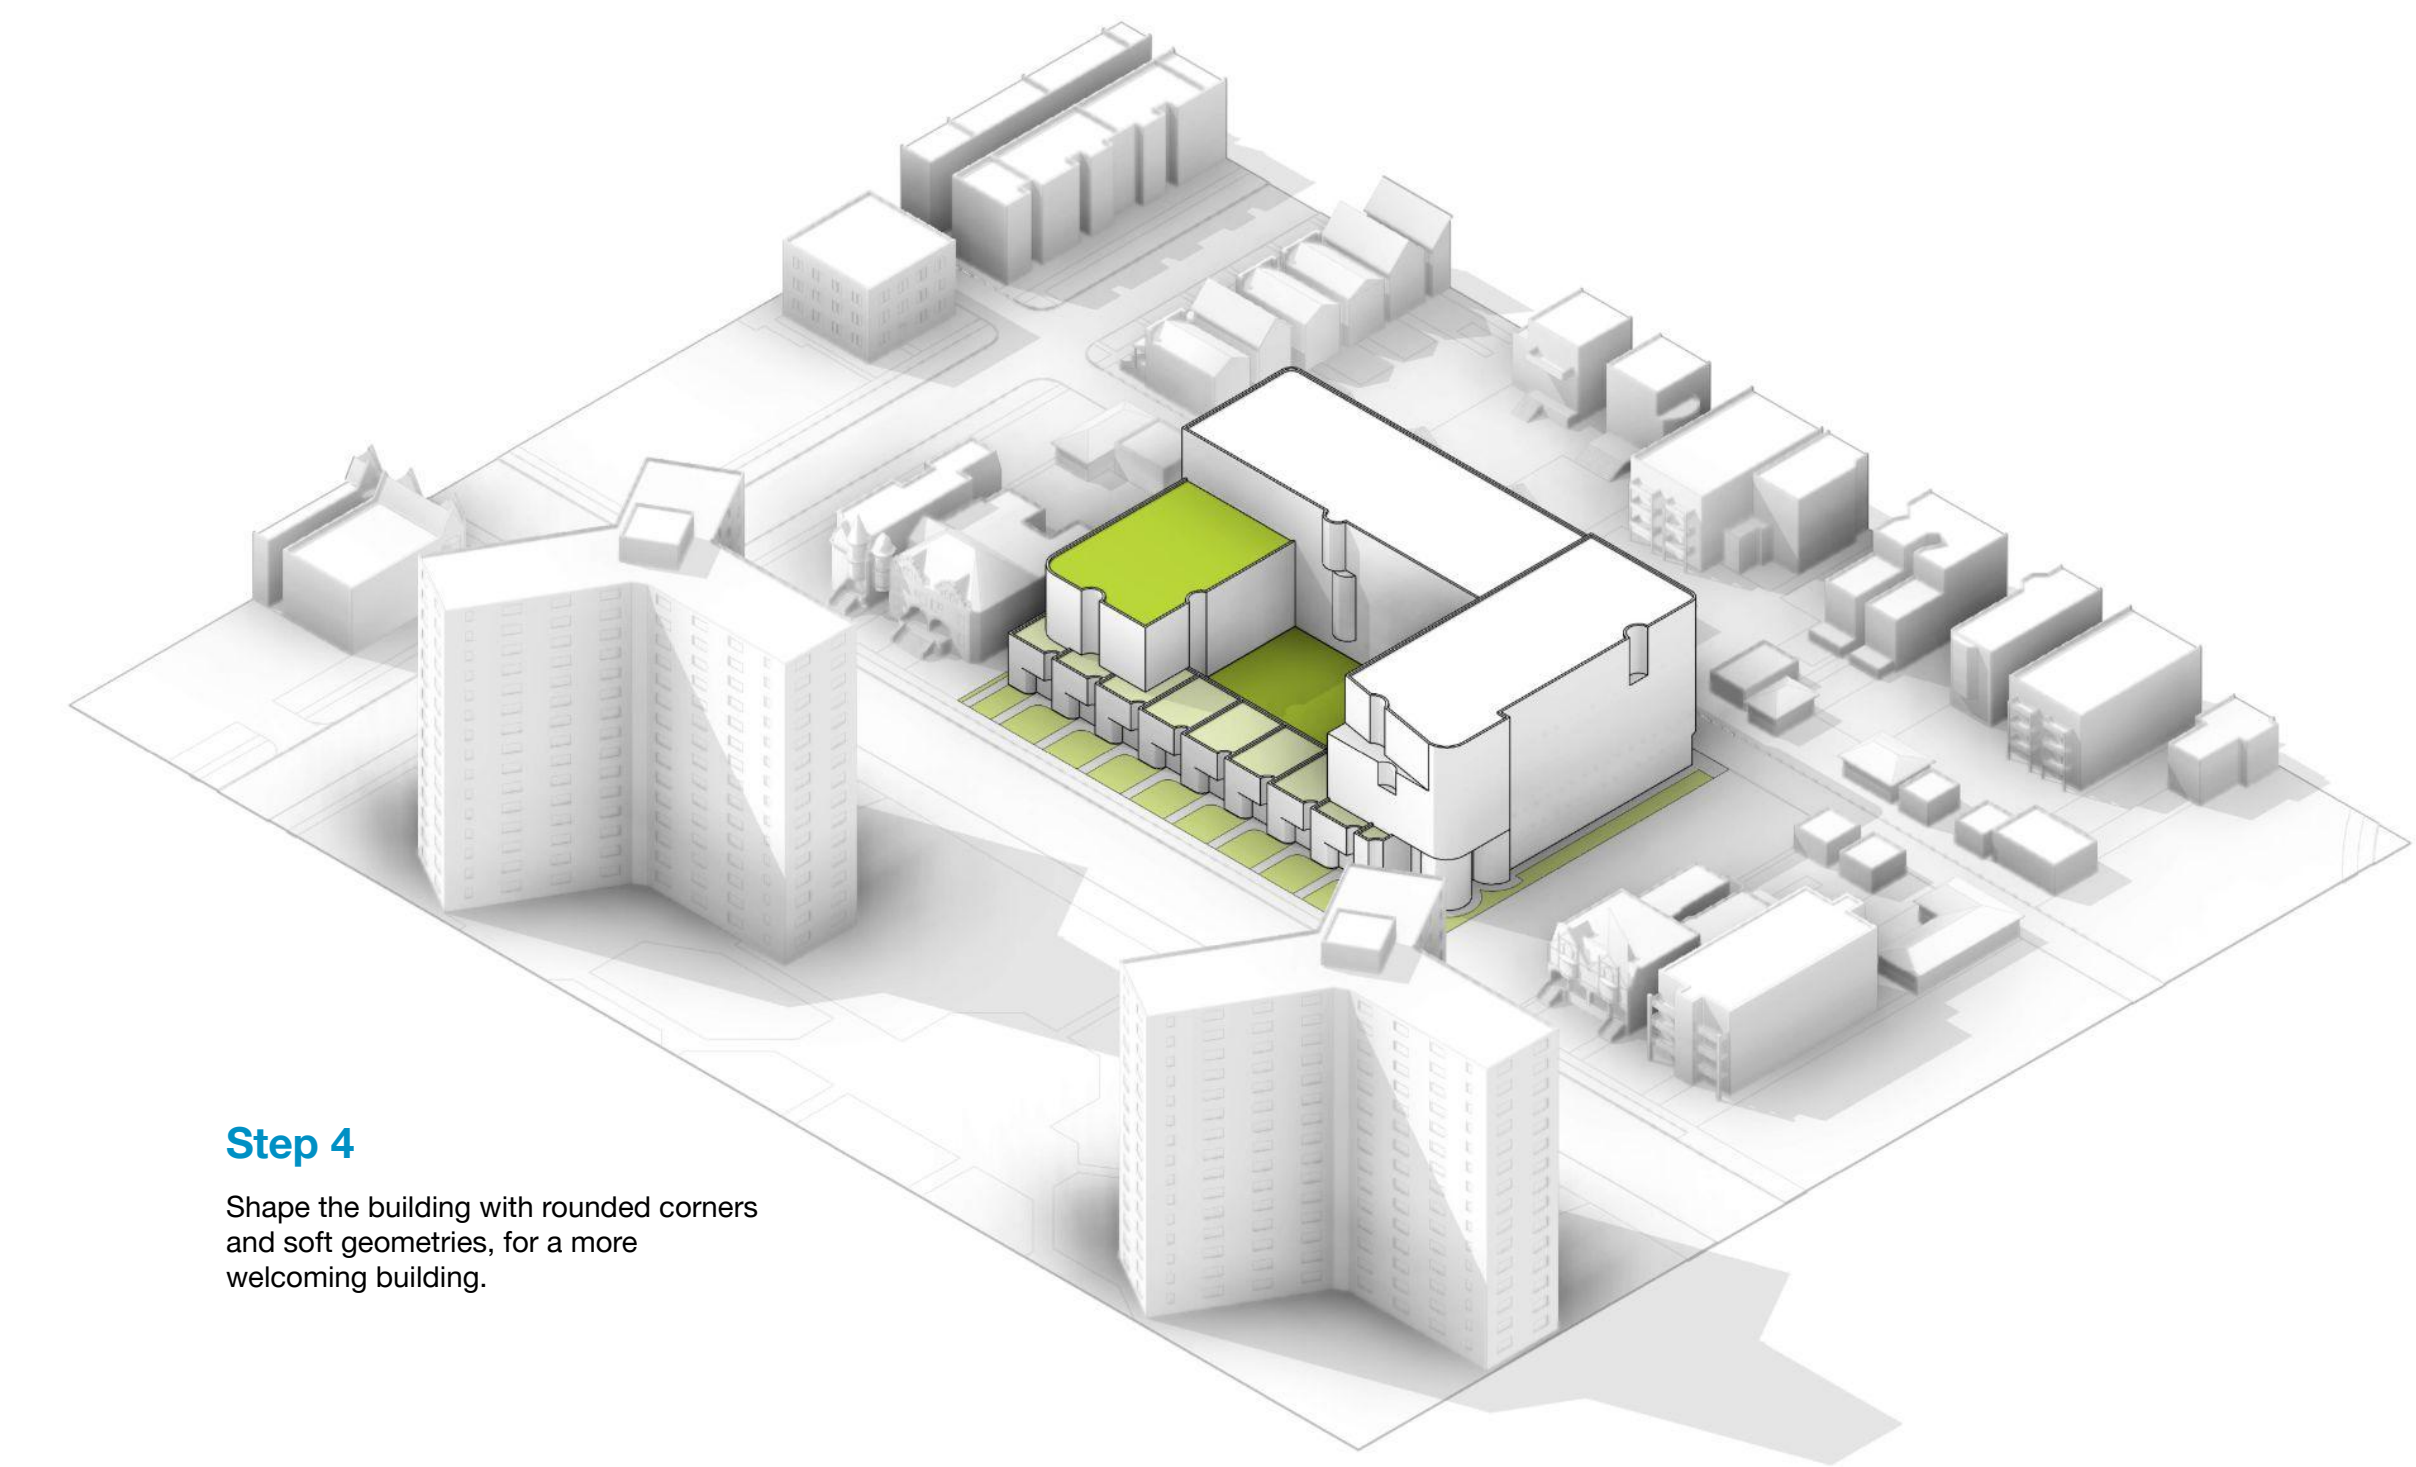 Step 4
Shape the building with rounded corners
and soft geometries, for a more
welcoming building.